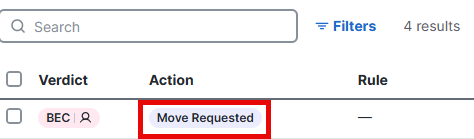 Search Filters 4 results
Verdict Action Rule
BEC Move Requested —